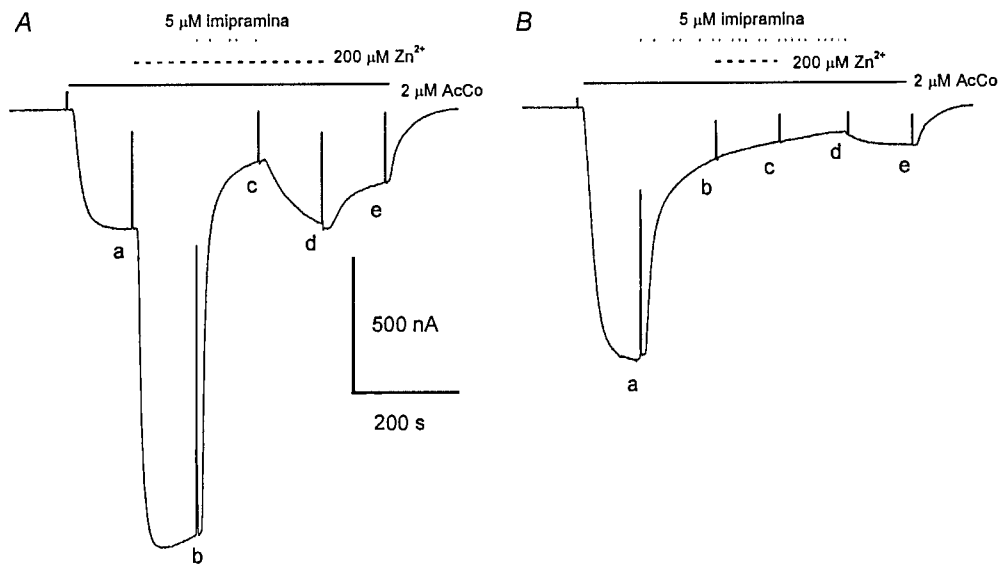 A
5 μM imipramina
200 μM Zn²⁺
2 μM AcCo
a
b
c
d
e
500 nA
200 s
B
5 μM imipramina
200 μM Zn²⁺
2 μM AcCo
a
b
c
d
e